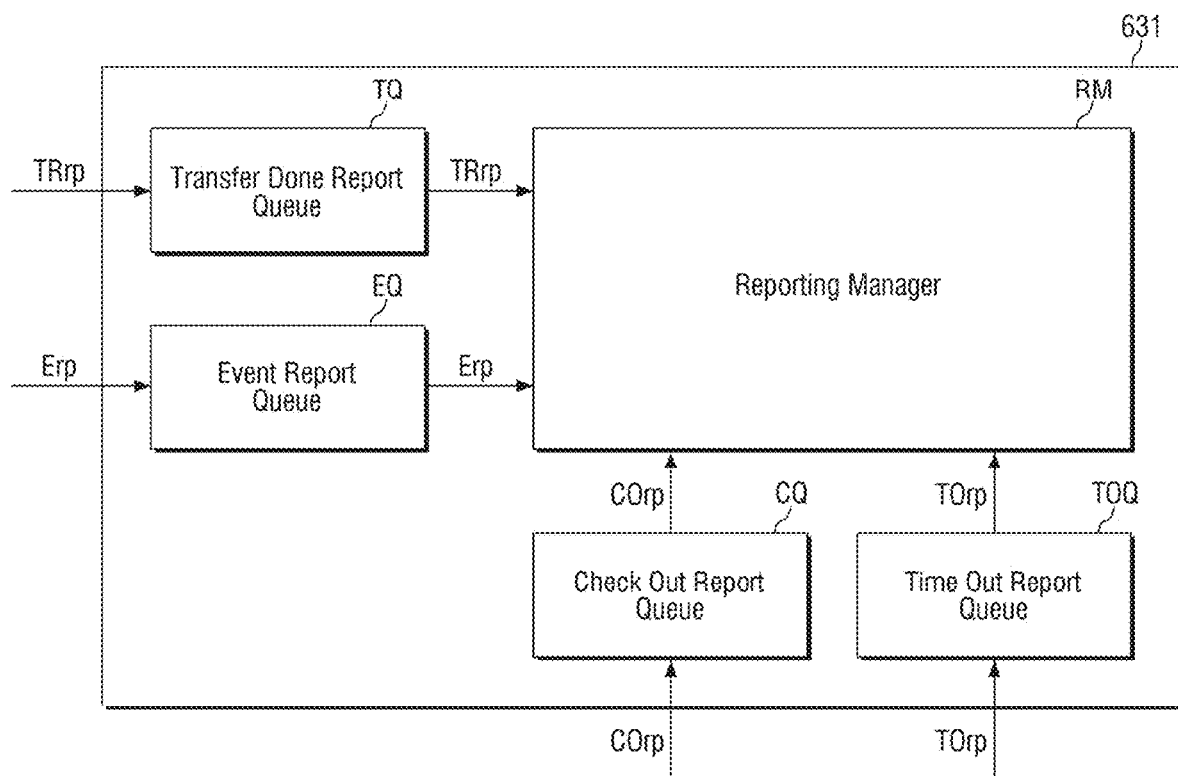 631
TQ
RM
TRrp
Transfer Done Report
Queue
TRrp
Reporting Manager
EQ
Erp
Event Report
Queue
Erp
COrp
CQ
TOrp
TOQ
Check Out Report
Queue
Time Out Report
Queue
COrp
TOrp